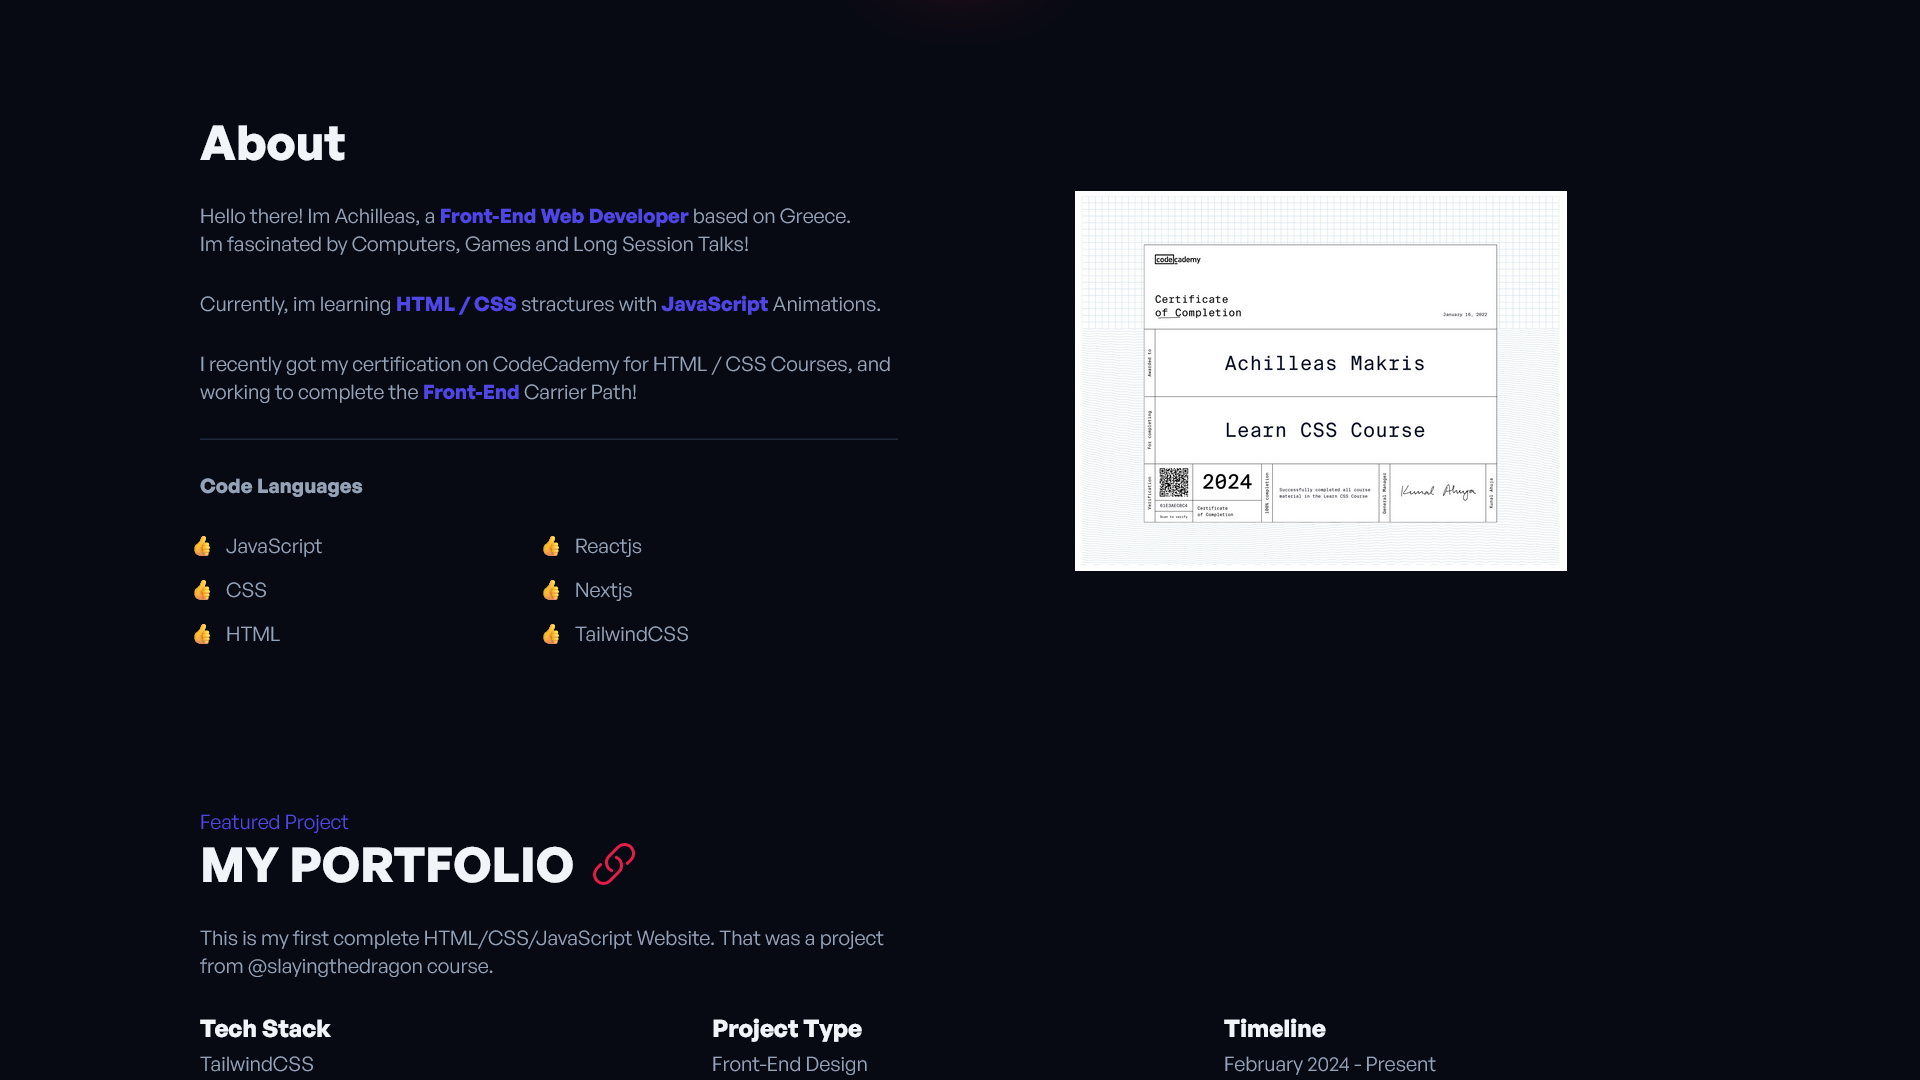 About
Hello there! Im Achilleas, a Front-End Web Developer based on Greece.
Im fascinated by Computers, Games and Long Session Talks!
Currently, im learning HTML / CSS stractures with JavaScript Animations.
I recently got my certification on CodeCademy for HTML / CSS Courses, and
working to complete the Front-End Carrier Path!
Code Languages
👍 JavaScript
👍 CSS
👍 HTML
👍 Reactjs
👍 Nextjs
👍 TailwindCSS
codecademy
Certificate
of Completion
January 16, 2022
Awarded to
Achilleas Makris
For completing
Learn CSS Course
Verification
61E3AEC8C4
Scan to verify
2024
Certificate
of Completion
100% completion
Successfully completed all course
material in the Learn CSS Course
General Manager
Kunal Ahuja
Kunal Ahuja
Featured Project
MY PORTFOLIO
This is my first complete HTML/CSS/JavaScript Website. That was a project
from @slayingthedragon course.
Tech Stack
TailwindCSS
Project Type
Front-End Design
Timeline
February 2024 - Present